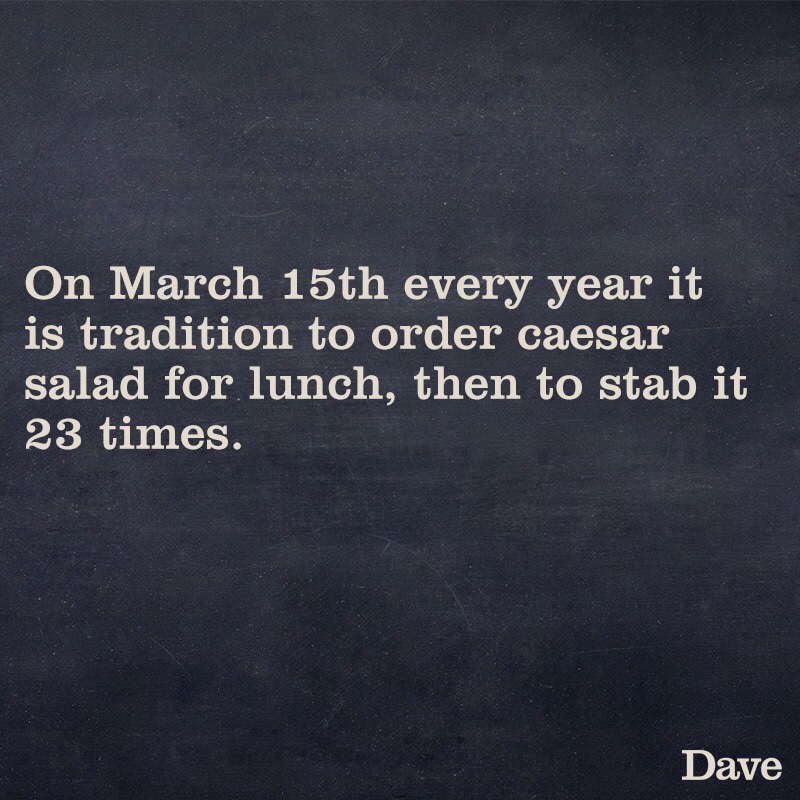 On March 15th every year it
is tradition to order caesar
salad for lunch, then to stab it
23 times.
Dave